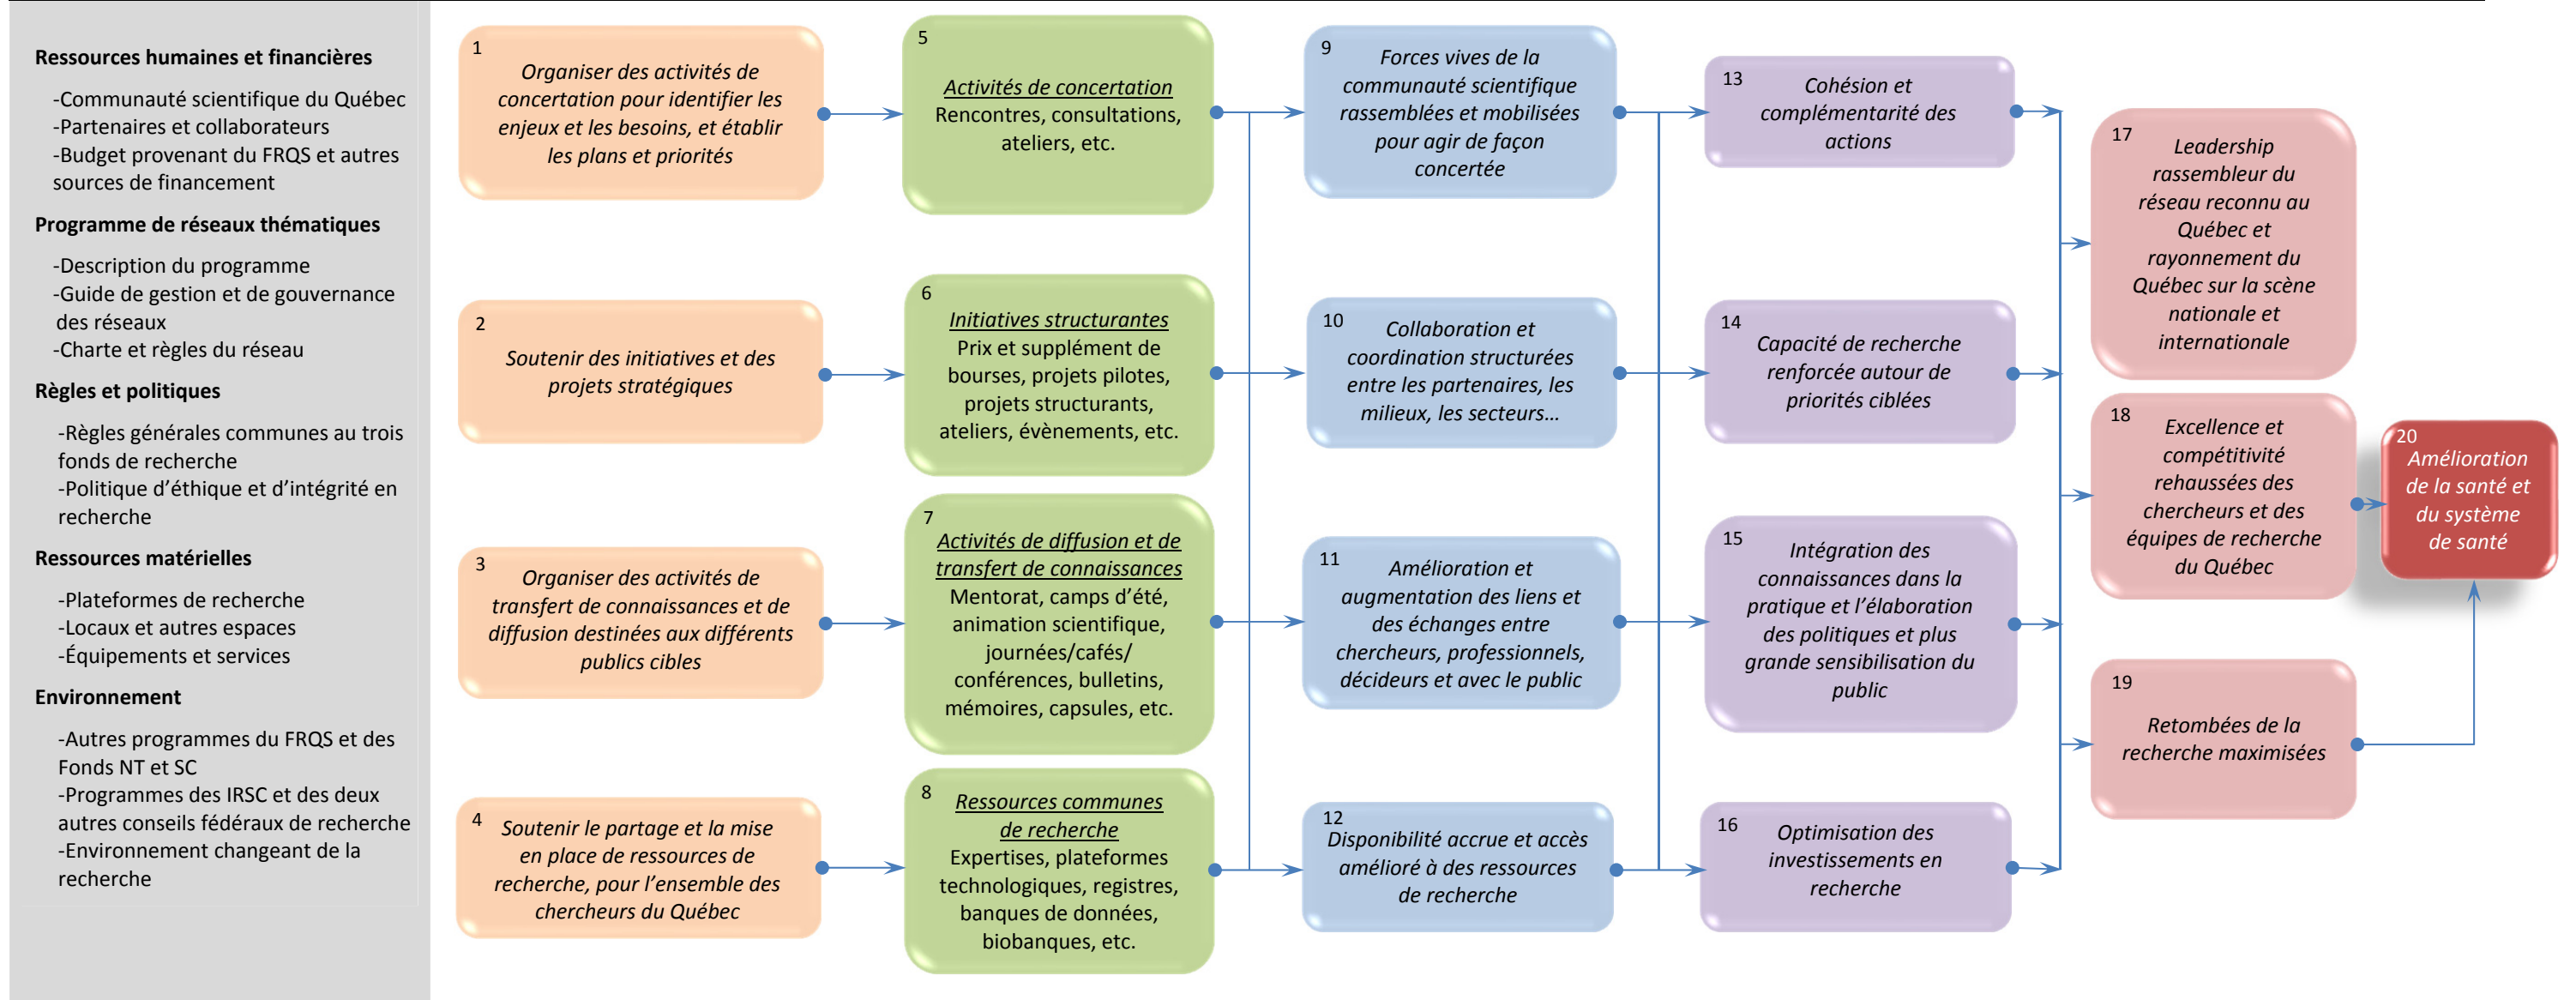 Ressources humaines et financières
-Communauté scientifique du Québec
-Partenaires et collaborateurs
-Budget provenant du FRQS et autres
sources de financement
Programme de réseaux thématiques
-Description du programme
-Guide de gestion et de gouvernance
des réseaux
-Charte et règles du réseau
Règles et politiques
-Règles générales communes au trois
fonds de recherche
-Politique d’éthique et d’intégrité en
recherche
Ressources matérielles
-Plateformes de recherche
-Locaux et autres espaces
-Équipements et services
Environnement
-Autres programmes du FRQS et des
Fonds NT et SC
-Programmes des IRSC et des deux
autres conseils fédéraux de recherche
-Environnement changeant de la
recherche
1
Organiser des activités de
concertation pour identifier les
enjeux et les besoins, et établir
les plans et priorités
2
Soutenir des initiatives et des
projets stratégiques
3
Organiser des activités de
transfert de connaissances et de
diffusion destinées aux différents
publics cibles
4
Soutenir le partage et la mise
en place de ressources de
recherche, pour l’ensemble des
chercheurs du Québec
5
Activités de concertation
Rencontres, consultations,
ateliers, etc.
6
Initiatives structurantes
Prix et supplément de
bourses, projets pilotes,
projets structurants,
ateliers, évènements, etc.
7
Activités de diffusion et de
transfert de connaissances
Mentorat, camps d’été,
animation scientifique,
journées/cafés/
conférences, bulletins,
mémoires, capsules, etc.
8
Ressources communes
de recherche
Expertises, plateformes
technologiques, registres,
banques de données,
biobanques, etc.
9
Forces vives de la
communauté scientifique
rassemblées et mobilisées
pour agir de façon
concertée
10
Collaboration et
coordination structurées
entre les partenaires, les
milieux, les secteurs…
11
Amélioration et
augmentation des liens et
des échanges entre
chercheurs, professionnels,
décideurs et avec le public
12
Disponibilité accrue et accès
amélioré à des ressources
de recherche
13
Cohésion et
complémentarité des
actions
14
Capacité de recherche
renforcée autour de
priorités ciblées
15
Intégration des
connaissances dans la
pratique et l’élaboration
des politiques et plus
grande sensibilisation du
public
16
Optimisation des
investissements en
recherche
17
Leadership
rassembleur du
réseau reconnu au
Québec et
rayonnement du
Québec sur la scène
nationale et
internationale
18
Excellence et
compétitivité
rehaussées des
chercheurs et des
équipes de recherche
du Québec
19
Retombées de la
recherche maximisées
20
Amélioration
de la santé et
du système
de santé